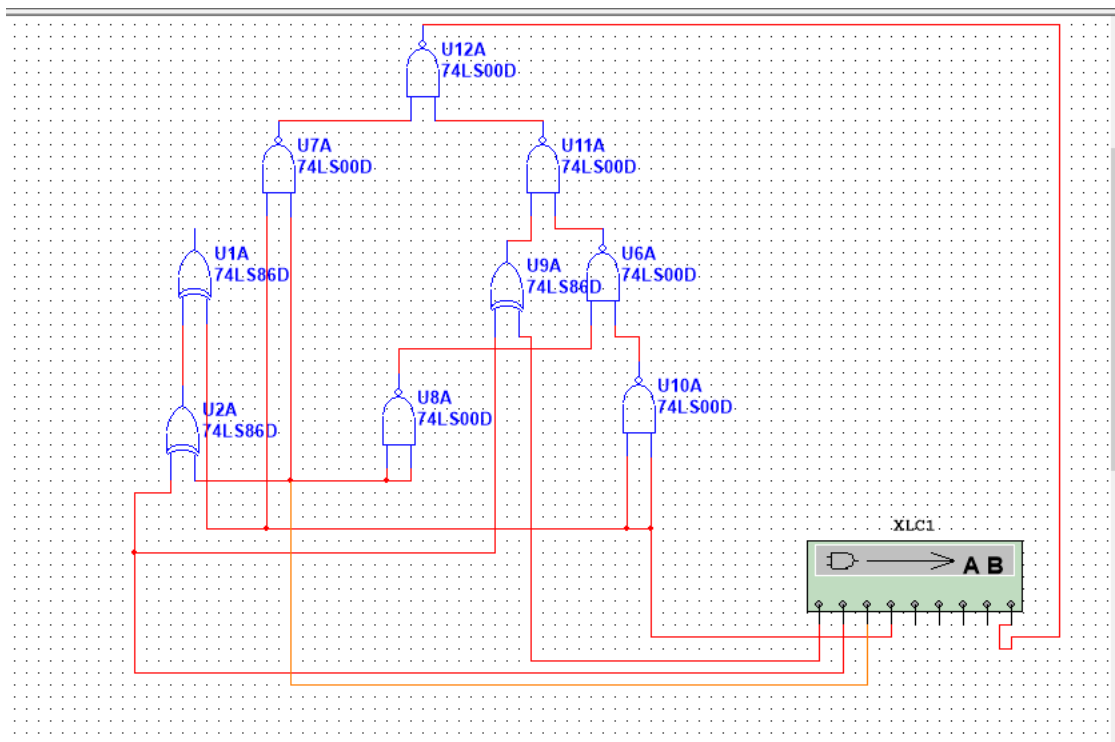 U12A
74LS00D
U7A
74LS00D
U11A
74LS00D
U1A
74LS86D
U9A
74LS86D
U6A
74LS00D
U8A
74LS00D
U10A
74LS00D
U2A
74LS86D
XLC1
A B